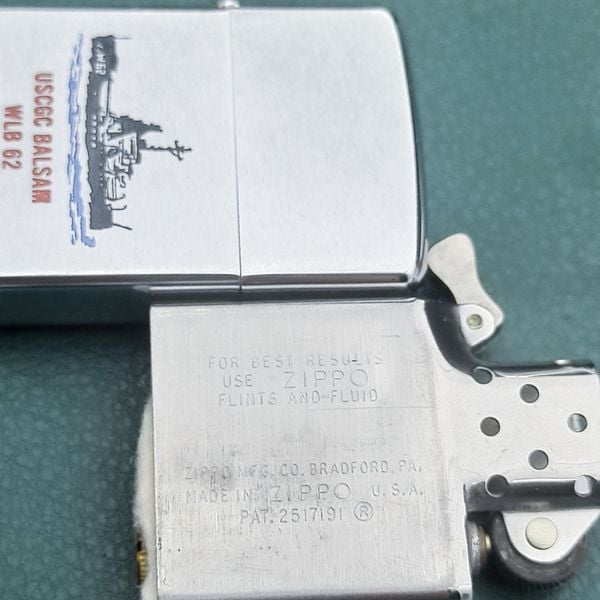 USCGC BALSAM
WLB 62
W62
FOR BEST RESULTS
USE ZIPPO
FLINTS AND FLUID
ZIPPO MFG. CO. BRADFORD, PA.
MADE IN ZIPPO U.S.A.
PAT. 2517191 ®